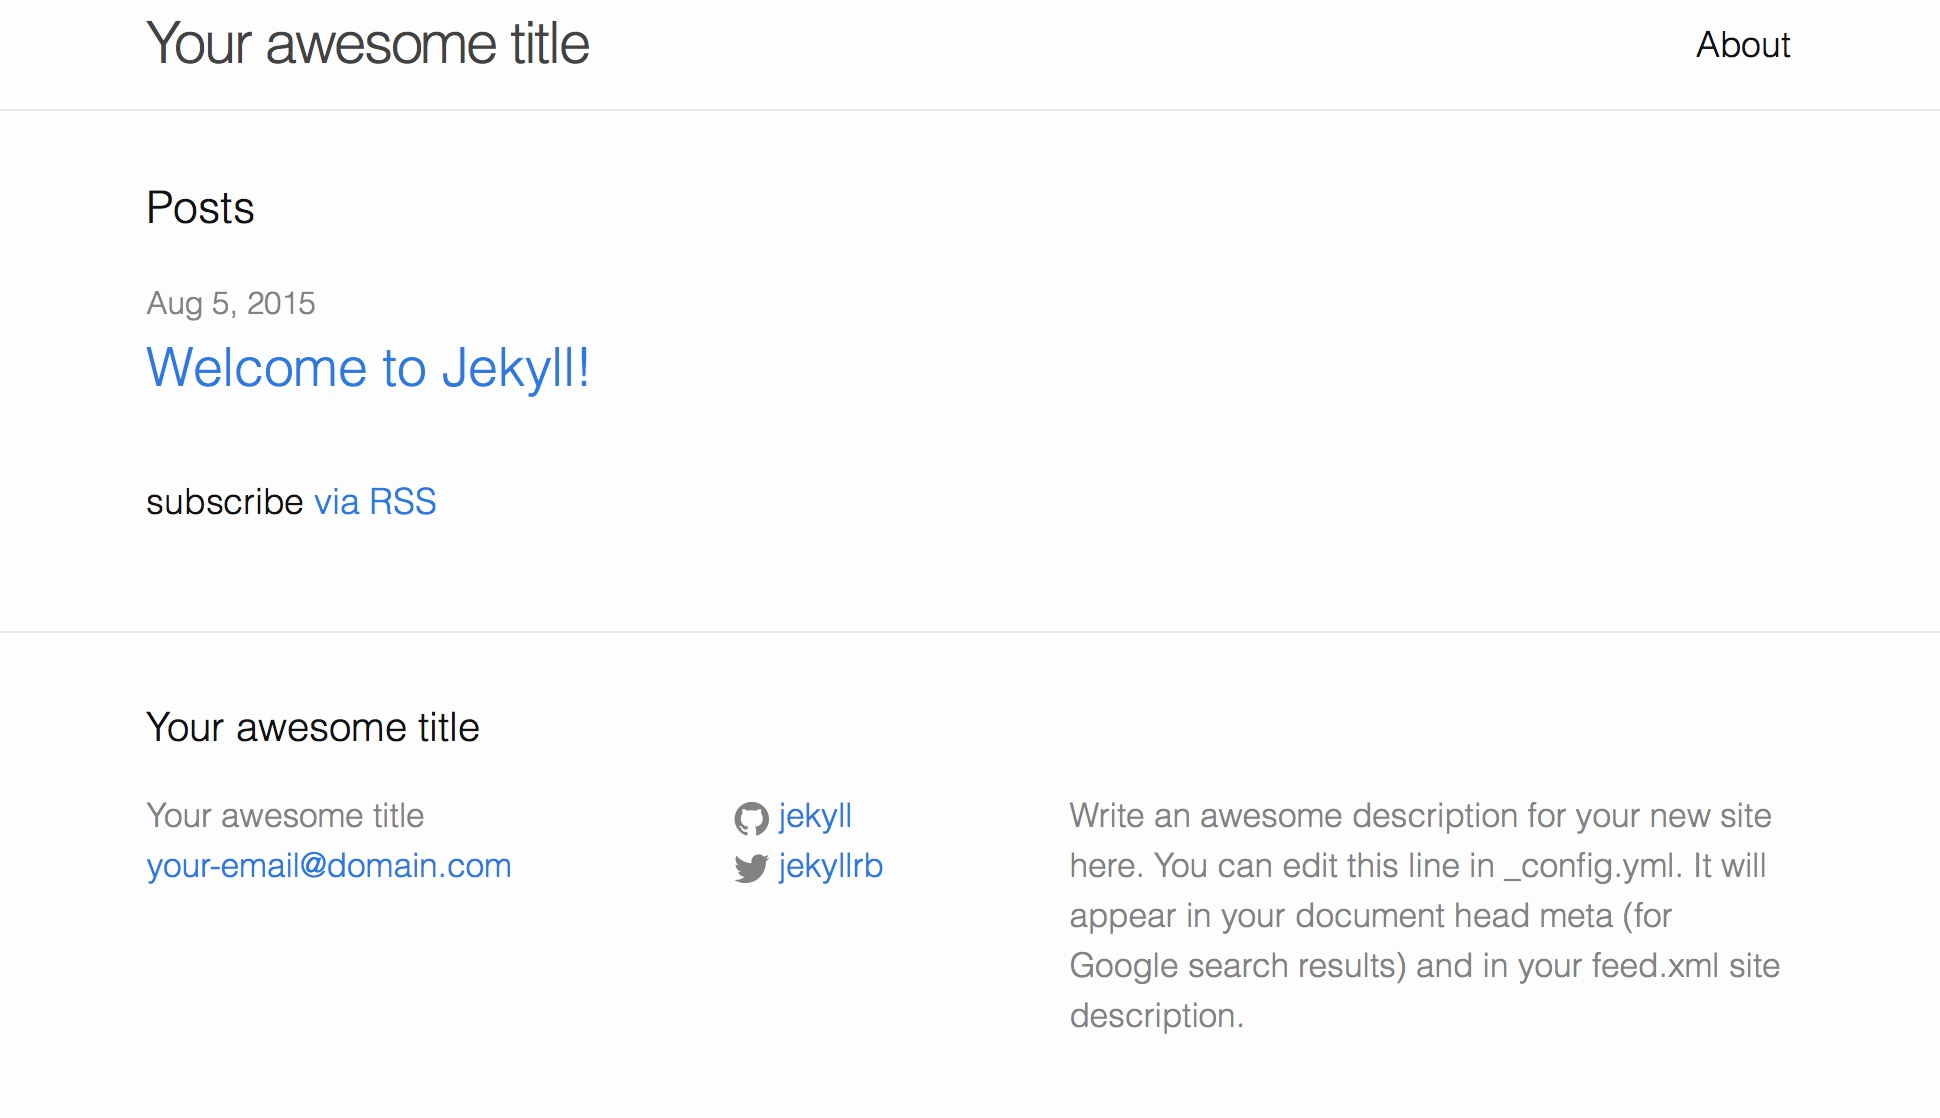 Your awesome title
About
Posts
Aug 5, 2015
Welcome to Jekyll!
subscribe via RSS
Your awesome title
Your awesome title
your-email@domain.com
jekyll
jekyllrb
Write an awesome description for your new site
here. You can edit this line in _config.yml. It will
appear in your document head meta (for
Google search results) and in your feed.xml site
description.